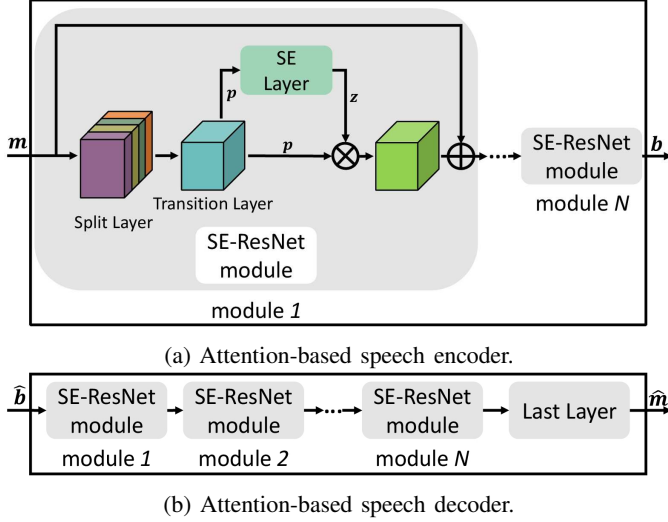 SE
Layer
p
z
m
p
b
SE-ResNet
module
module N
Split Layer
Transition Layer
SE-ResNet
module
module 1
(a) Attention-based speech encoder.
b̂
SE-ResNet
module
module 1
SE-ResNet
module
module 2
SE-ResNet
module
module N
Last Layer
m̂
(b) Attention-based speech decoder.